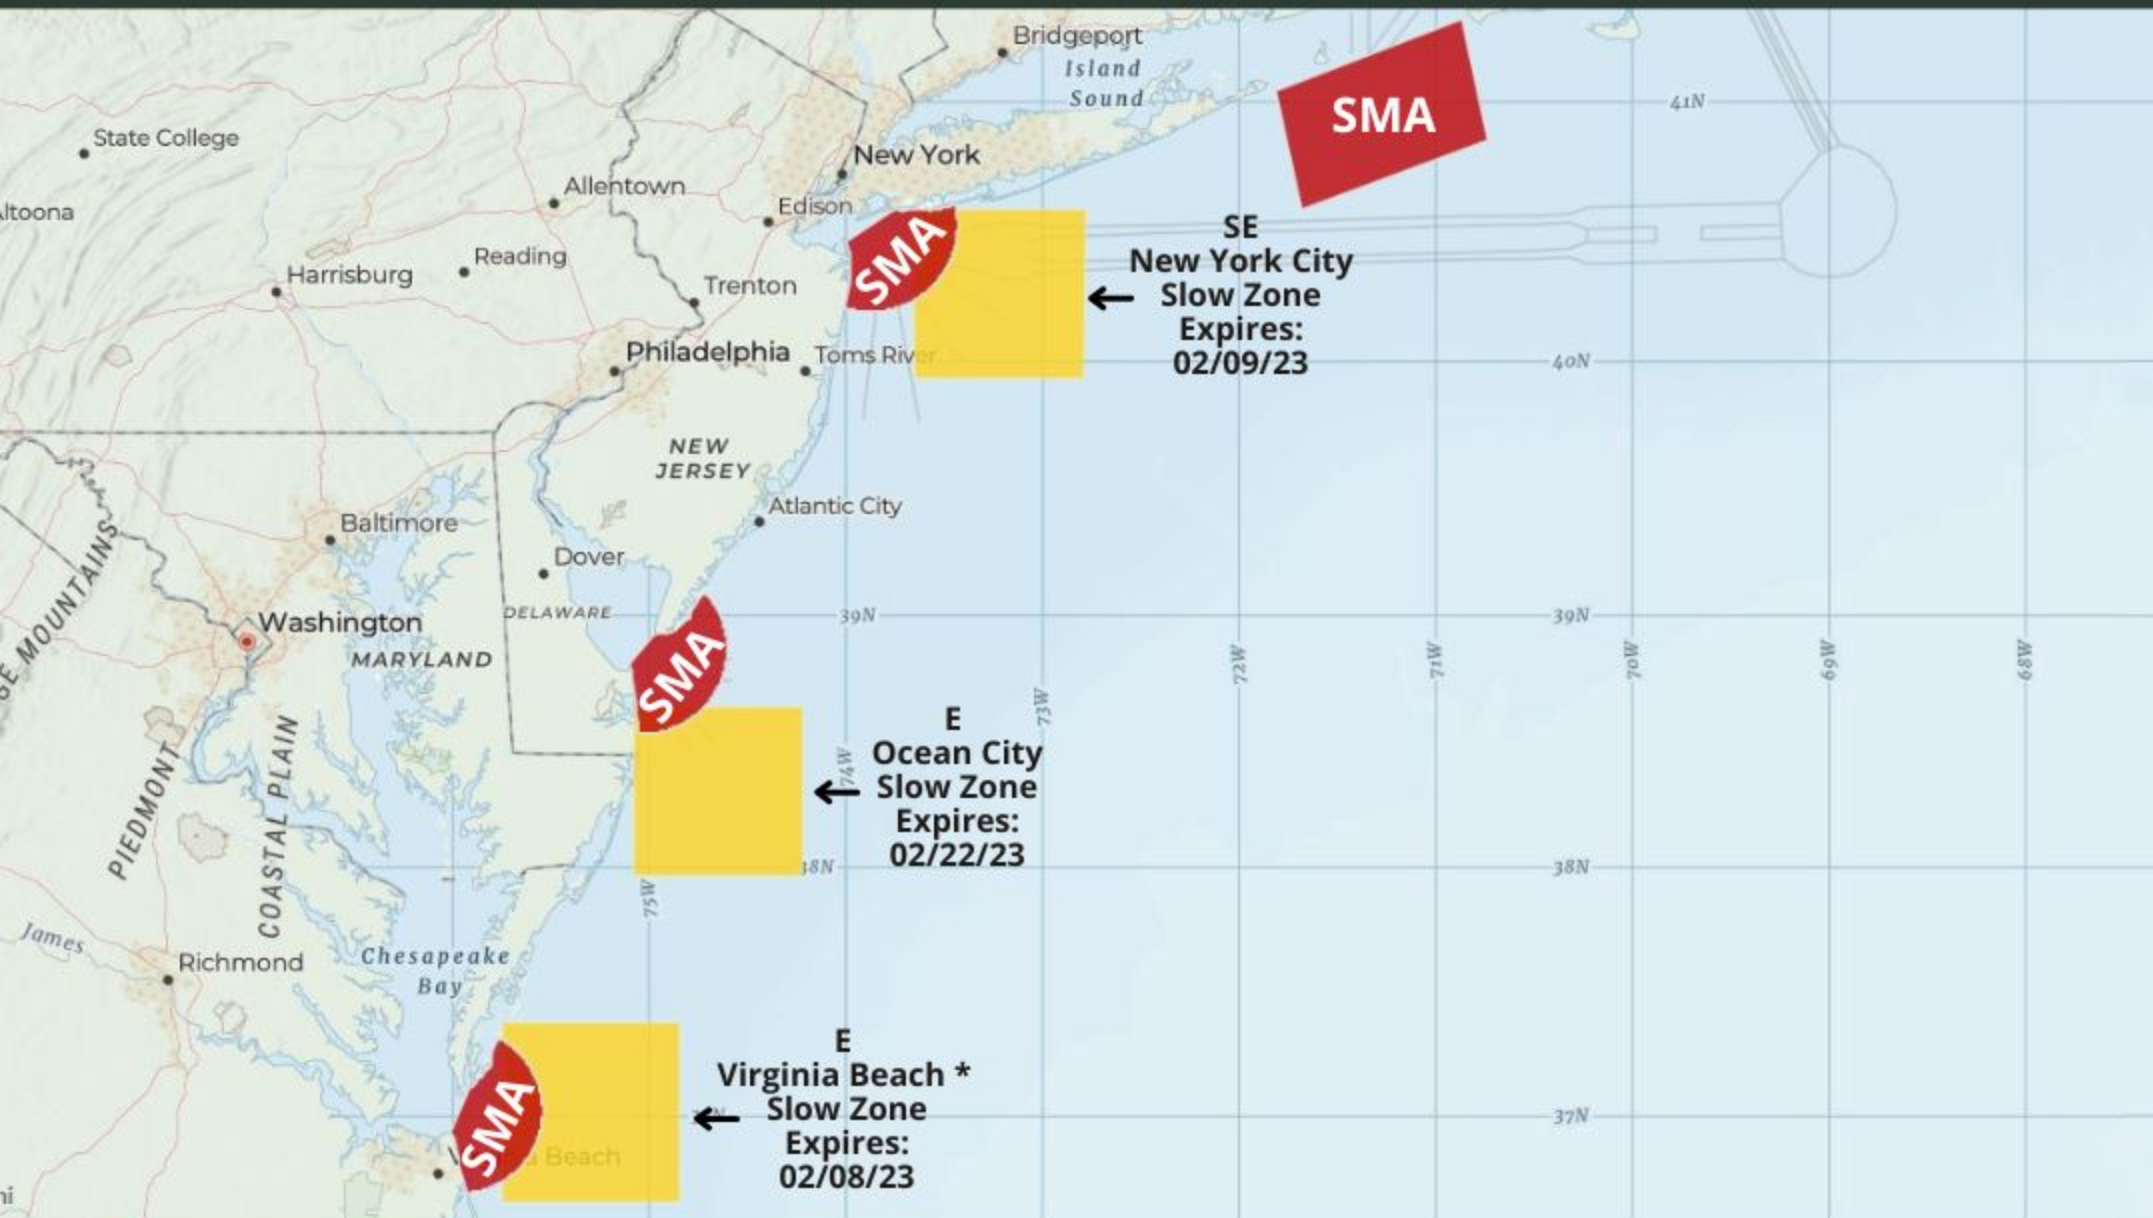 Bridgeport
Island
Sound
SMA
41N
State College
New York
Allentown
Altoona
Edison
SMA
SE
New York City
Slow Zone
Expires:
02/09/23
Reading
Harrisburg
Trenton
Philadelphia
Toms River
40N
NEW
JERSEY
Atlantic City
Baltimore
Dover
DELAWARE
39N
39N
Washington
MARYLAND
SMA
72W
71W
70W
69W
68W
73W
74W
E
Ocean City
Slow Zone
Expires:
02/22/23
PIEDMONT
COASTAL PLAIN
MOUNTAINS
38N
38N
75W
James
Richmond
Chesapeake
Bay
E
Virginia Beach *
Slow Zone
Expires:
02/08/23
SMA
Beach
37N